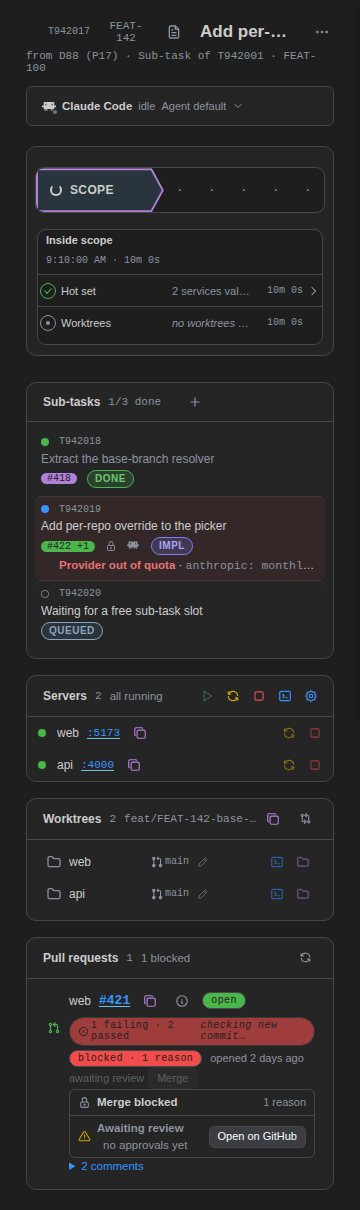 T942017 FEAT-142 Add per-…
from D88 (P17) · Sub-task of T942001 · FEAT-
100
Claude Code idle Agent default
SCOPE
Inside scope
9:10:00 AM · 10m 0s
Hot set 2 services val… 10m 0s
Worktrees no worktrees … 10m 0s
Sub-tasks 1/3 done
T942018
Extract the base-branch resolver
#418 DONE
T942019
Add per-repo override to the picker
#422 +1 IMPL
Provider out of quota · anthropic: monthl…
T942020
Waiting for a free sub-task slot
QUEUED
Servers 2 all running
web :5173
api :4000
Worktrees 2 feat/FEAT-142-base-…
web main
api main
Pull requests 1 1 blocked
web #421 open
1 failing · 2 passed checking new commit…
blocked · 1 reason opened 2 days ago
awaiting review Merge
Merge blocked 1 reason
Awaiting review
no approvals yet Open on GitHub
2 comments